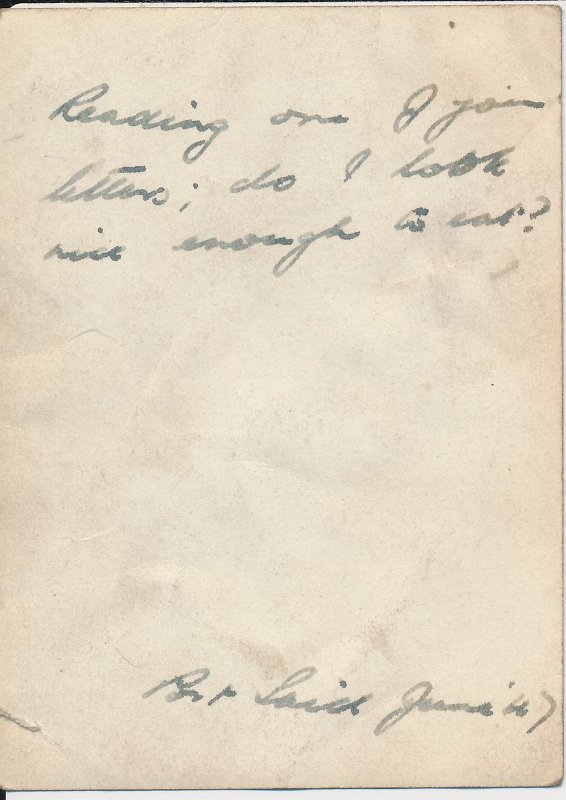 Reading one of your
letters; do I look
nice enough to eat?
Port Said June '47